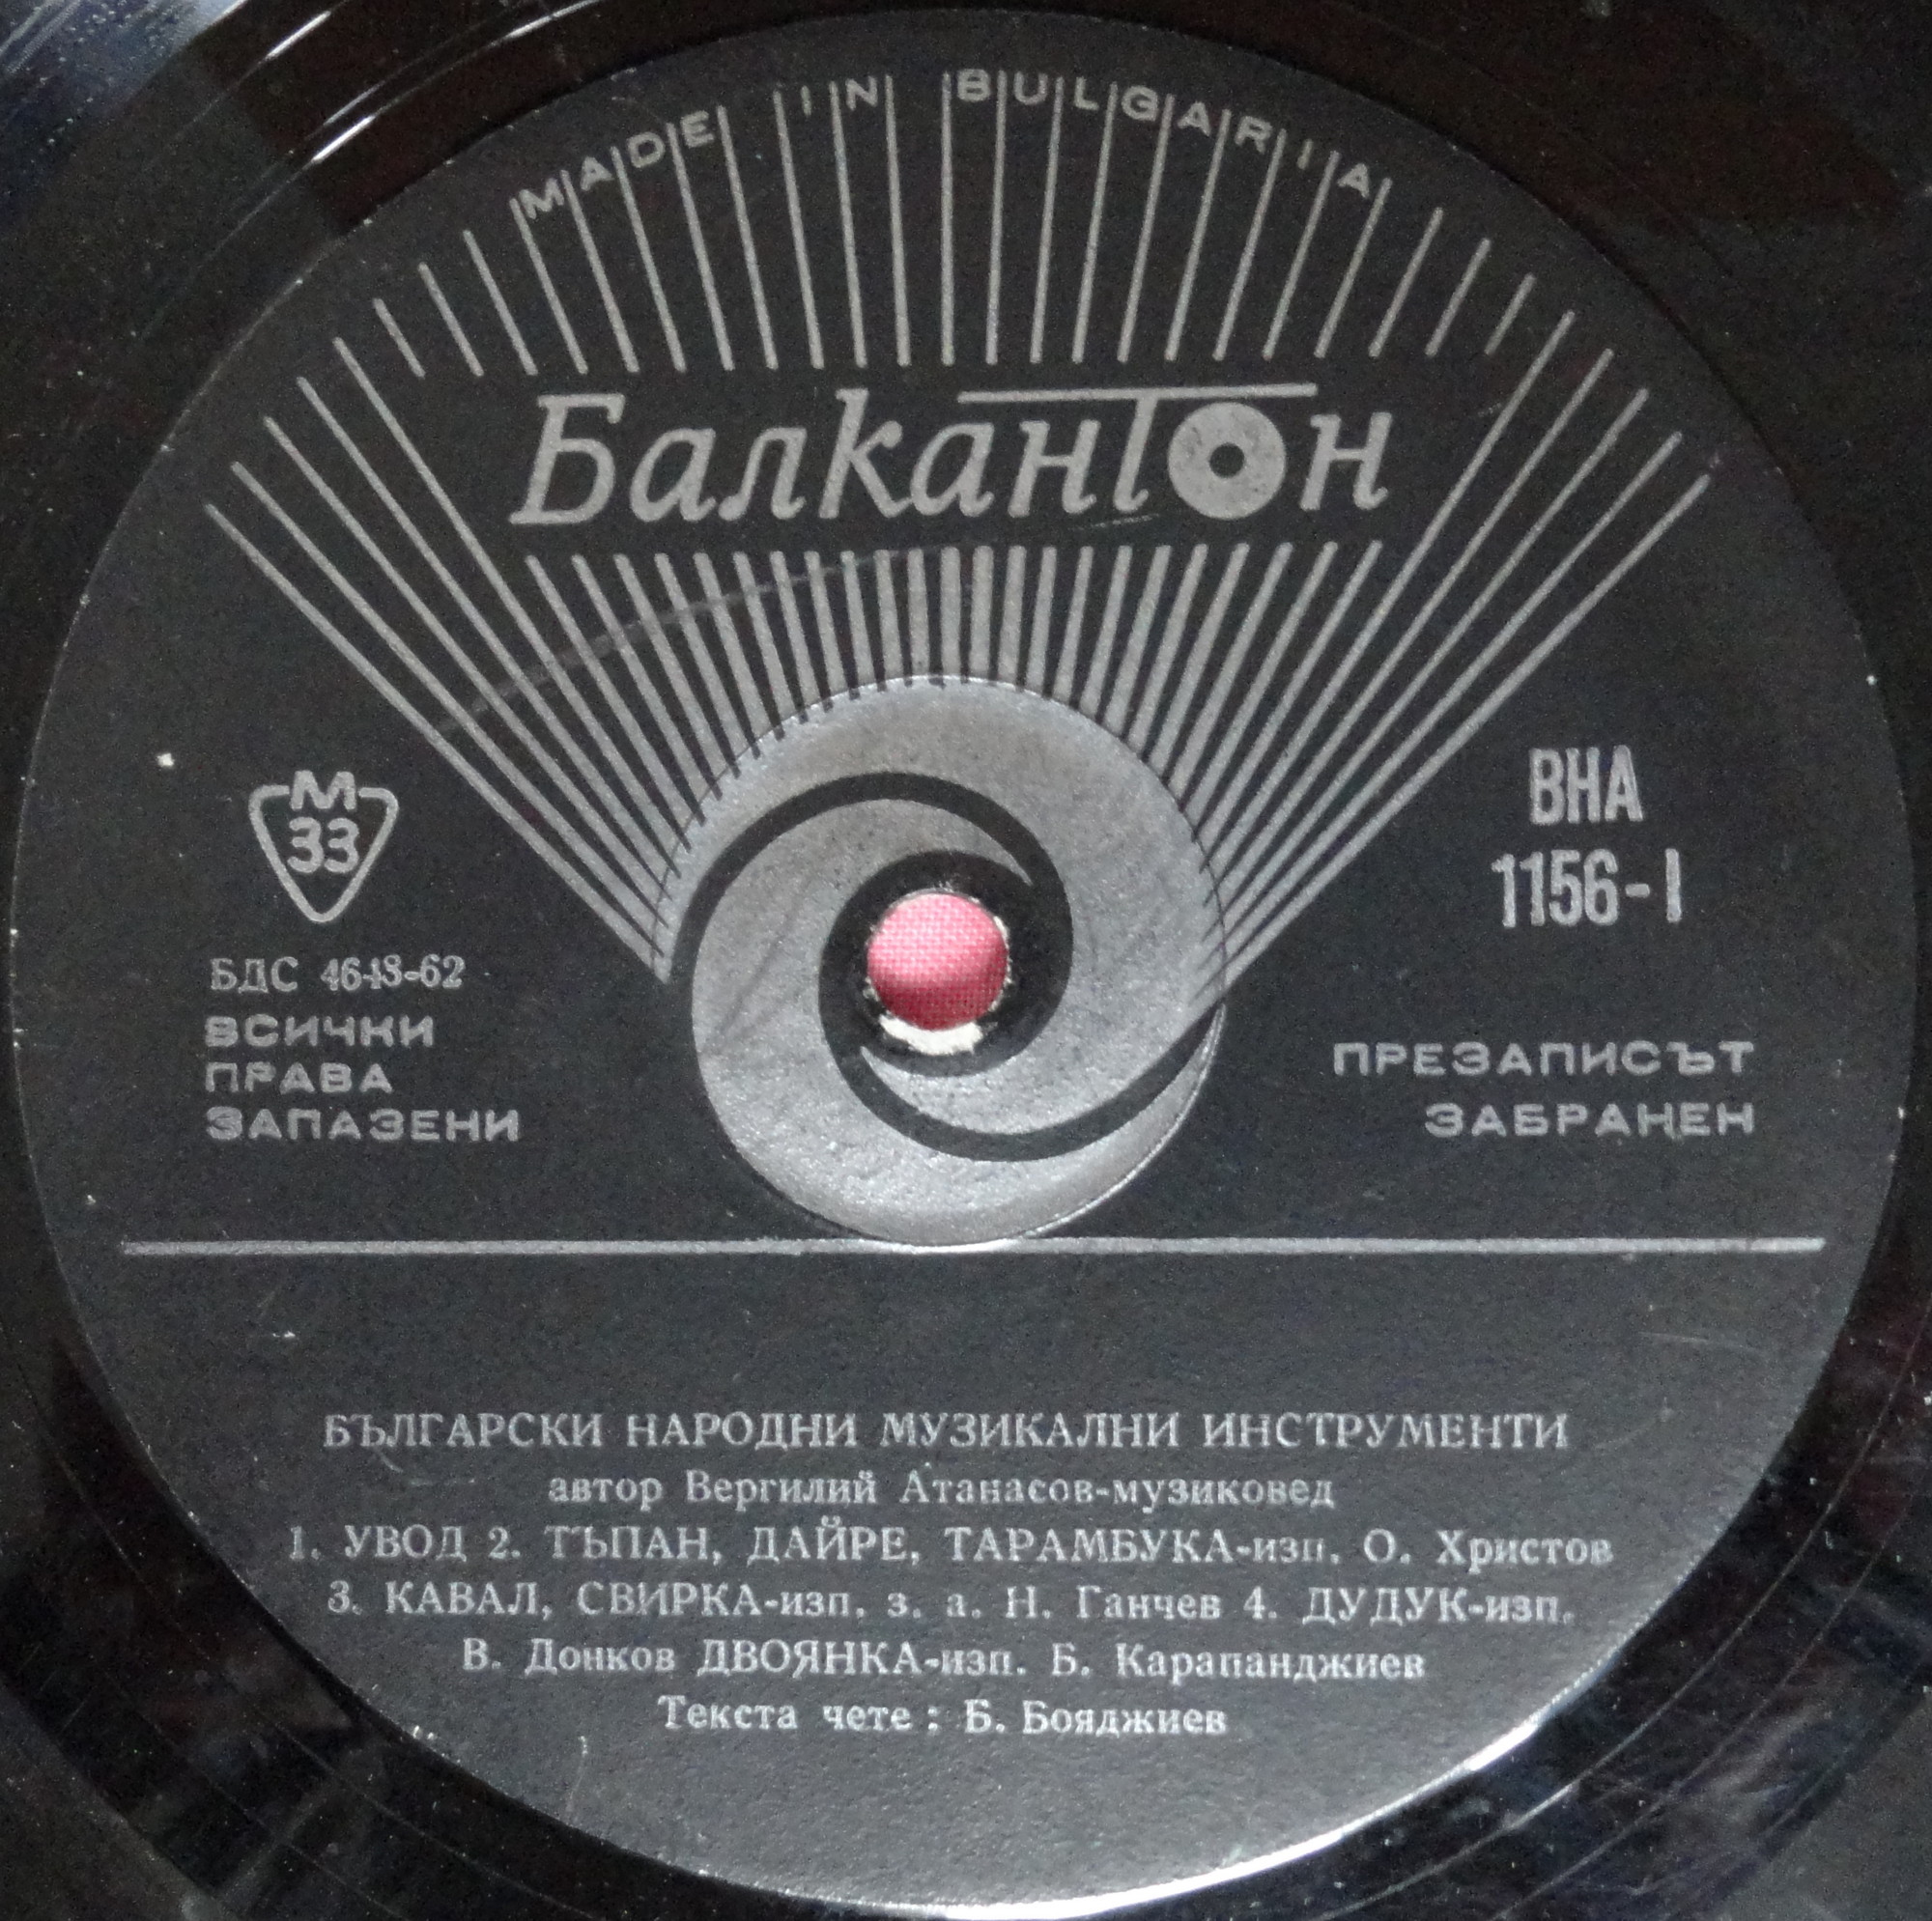 MADE IN BULGARIA
Балкантон
М
33
ВНА
1156-I
БДС 4643-62
ВСИЧКИ
ПРАВА
ЗАПАЗЕНИ
ПРЕЗАПИСЪТ
ЗАБРАНЕН
БЪЛГАРСКИ НАРОДНИ МУЗИКАЛНИ ИНСТРУМЕНТИ
автор Вергилий Атанасов-музиковед
1. УВОД 2. ТЪПАН, ДАЙРЕ, ТАРАМБУКА-изп. О. Христов
3. КАВАЛ, СВИРКА-изп. з. а. Н. Ганчев 4. ДУДУК-изп.
В. Донков ДВОЯНКА-изп. Б. Карапанджиев
Текста чете : Б. Бояджиев